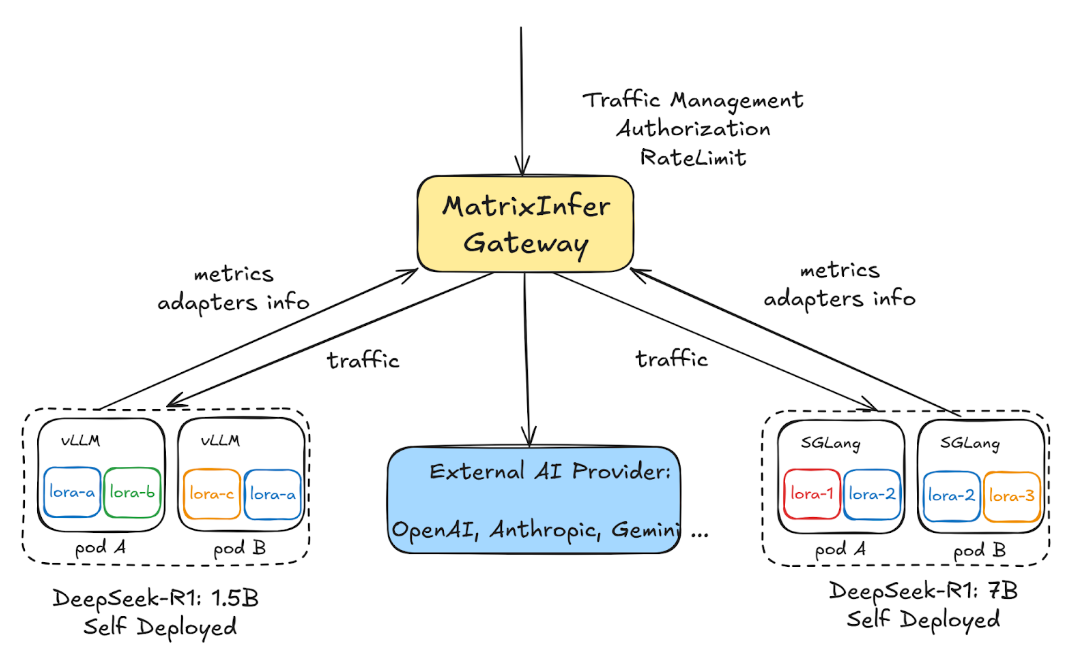 Traffic Management
Authorization
RateLimit
MatrixInfer
Gateway
metrics
adapters info
metrics
adapters info
traffic
traffic
vLLM
vLLM
lora-a
lora-b
lora-c
lora-a
pod A
pod B
DeepSeek-R1: 1.5B
Self Deployed
External AI Provider:
OpenAI, Anthropic, Gemini ...
SGLang
SGLang
lora-1
lora-2
lora-2
lora-3
pod A
pod B
DeepSeek-R1: 7B
Self Deployed